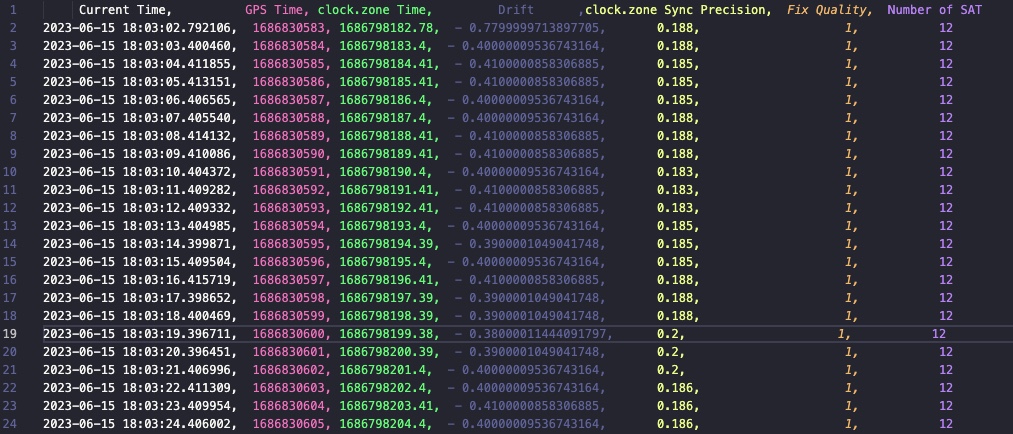 1 Current Time, GPS Time, clock.zone Time, Drift ,clock.zone Sync Precision, Fix Quality, Number of SAT
2 2023-06-15 18:03:02.792106, 1686830583, 1686798182.78, - 0.7799999713897705, 0.188, 1, 12
3 2023-06-15 18:03:03.400460, 1686830584, 1686798183.4, - 0.40000009536743164, 0.188, 1, 12
4 2023-06-15 18:03:04.411855, 1686830585, 1686798184.41, - 0.4100000858306885, 0.185, 1, 12
5 2023-06-15 18:03:05.413151, 1686830586, 1686798185.41, - 0.4100000858306885, 0.185, 1, 12
6 2023-06-15 18:03:06.406565, 1686830587, 1686798186.4, - 0.40000009536743164, 0.185, 1, 12
7 2023-06-15 18:03:07.405540, 1686830588, 1686798187.4, - 0.40000009536743164, 0.188, 1, 12
8 2023-06-15 18:03:08.414132, 1686830589, 1686798188.41, - 0.4100000858306885, 0.188, 1, 12
9 2023-06-15 18:03:09.410086, 1686830590, 1686798189.41, - 0.4100000858306885, 0.188, 1, 12
10 2023-06-15 18:03:10.404372, 1686830591, 1686798190.4, - 0.40000009536743164, 0.183, 1, 12
11 2023-06-15 18:03:11.409282, 1686830592, 1686798191.41, - 0.4100000858306885, 0.183, 1, 12
12 2023-06-15 18:03:12.409332, 1686830593, 1686798192.41, - 0.4100000858306885, 0.183, 1, 12
13 2023-06-15 18:03:13.404985, 1686830594, 1686798193.4, - 0.40000009536743164, 0.185, 1, 12
14 2023-06-15 18:03:14.399871, 1686830595, 1686798194.39, - 0.3900001049041748, 0.185, 1, 12
15 2023-06-15 18:03:15.409504, 1686830596, 1686798195.4, - 0.40000009536743164, 0.185, 1, 12
16 2023-06-15 18:03:16.415719, 1686830597, 1686798196.41, - 0.4100000858306885, 0.188, 1, 12
17 2023-06-15 18:03:17.398652, 1686830598, 1686798197.39, - 0.3900001049041748, 0.188, 1, 12
18 2023-06-15 18:03:18.400469, 1686830599, 1686798198.39, - 0.3900001049041748, 0.188, 1, 12
19 2023-06-15 18:03:19.396711, 1686830600, 1686798199.38, - 0.38000011444091797, 0.2, 1, 12
20 2023-06-15 18:03:20.396451, 1686830601, 1686798200.39, - 0.3900001049041748, 0.2, 1, 12
21 2023-06-15 18:03:21.406996, 1686830602, 1686798201.4, - 0.40000009536743164, 0.2, 1, 12
22 2023-06-15 18:03:22.411309, 1686830603, 1686798202.4, - 0.40000009536743164, 0.186, 1, 12
23 2023-06-15 18:03:23.409954, 1686830604, 1686798203.41, - 0.4100000858306885, 0.186, 1, 12
24 2023-06-15 18:03:24.406002, 1686830605, 1686798204.4, - 0.40000009536743164, 0.186, 1, 12